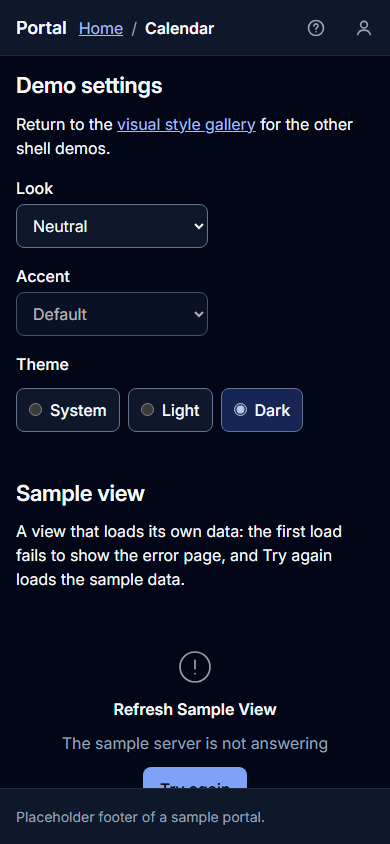 Portal Home / Calendar
Demo settings
Return to the visual style gallery for the other
shell demos.
Look
Neutral
Accent
Default
Theme
System Light Dark
Sample view
A view that loads its own data: the first load
fails to show the error page, and Try again
loads the sample data.
Refresh Sample View
The sample server is not answering
Try again
Placeholder footer of a sample portal.